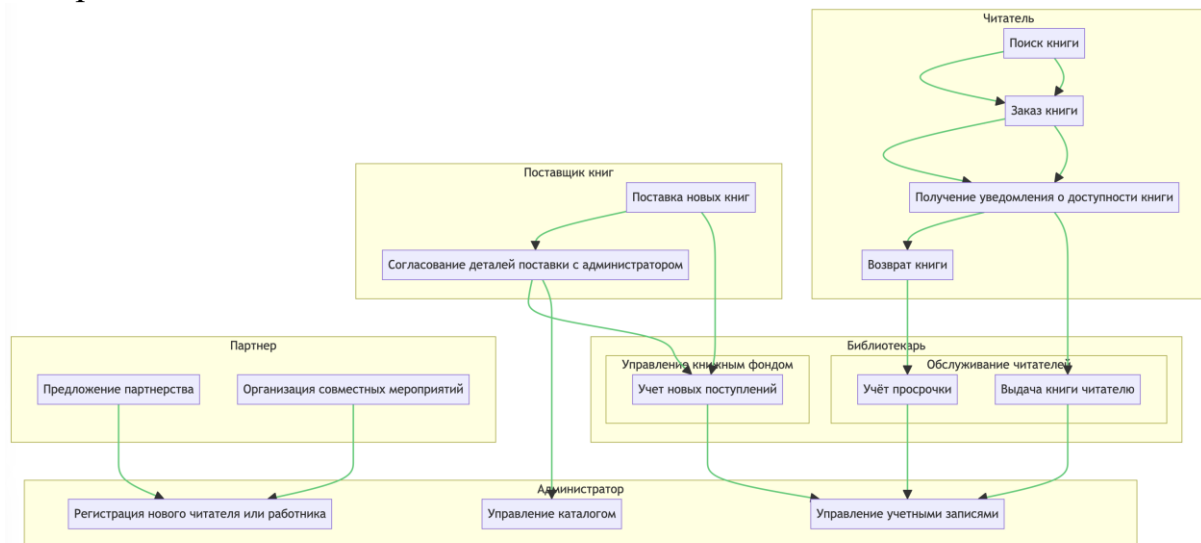 Читатель
Поиск книги
Заказ книги
Получение уведомления о доступности книги
Возврат книги
Поставщик книг
Поставка новых книг
Согласование деталей поставки с администратором
Партнер
Предложение партнерства
Организация совместных мероприятий
Библиотекарь
Управление книжным фондом
Учет новых поступлений
Обслуживание читателей
Учёт просрочки
Выдача книги читателю
Администратор
Регистрация нового читателя или работника
Управление каталогом
Управление учетными записями